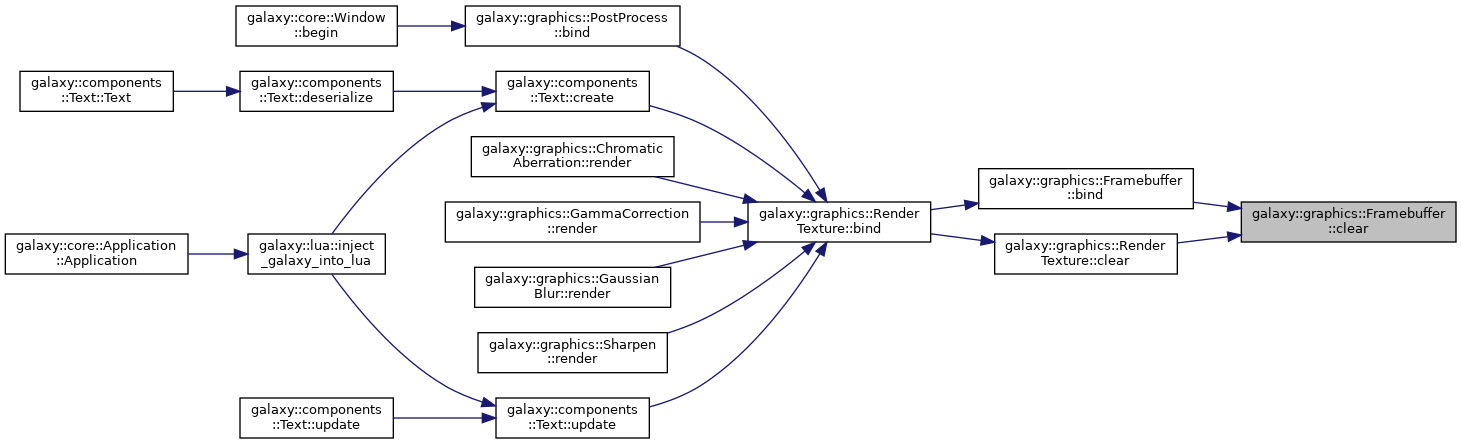 galaxy::core::Window
::begin
galaxy::graphics::PostProcess
::bind
galaxy::components
::Text::Text
galaxy::components
::Text::deserialize
galaxy::components
::Text::create
galaxy::graphics::Chromatic
Aberration::render
galaxy::graphics::Framebuffer
::bind
galaxy::graphics::GammaCorrection
::render
galaxy::graphics::Render
Texture::bind
galaxy::graphics::Framebuffer
::clear
galaxy::core::Application
::Application
galaxy::lua::inject
_galaxy_into_lua
galaxy::graphics::Render
Texture::clear
galaxy::graphics::Gaussian
Blur::render
galaxy::graphics::Sharpen
::render
galaxy::components
::Text::update
galaxy::components
::Text::update